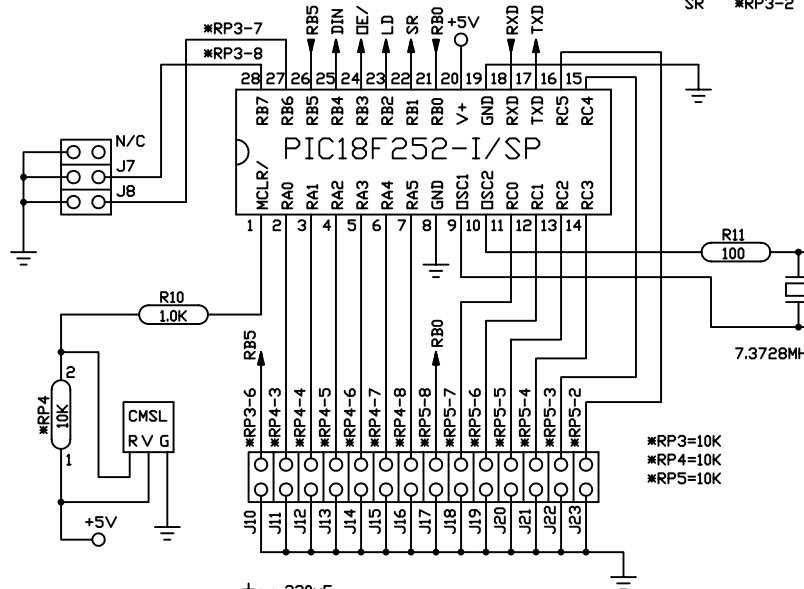 SR *RP3-2
*RP3-7
*RP3-8
RB5 DIN OE/ LD SR RB0 +5V RXD TXD
28 27 26 25 24 23 22 21 20 19 18 17 16 15
RB7 RB6 RB5 RB4 RB3 RB2 RB1 RB0 V+ GND RXD TXD RC5 RC4
PIC18F252-I/SP
MCLR/ RA0 RA1 RA2 RA3 RA4 RA5 GND OSC1 OSC2 RC0 RC1 RC2 RC3
1 2 3 4 5 6 7 8 9 10 11 12 13 14
N/C
J7
J8
R11
100
R10
1.0K
7.3728MH
RB5 RB0
2
*RP4
10K
1
CMSL
R V G
+5V
*RP3-6 *RP4-3 *RP4-4 *RP4-5 *RP4-6 *RP4-7 *RP4-8 *RP5-8 *RP5-7 *RP5-6 *RP5-5 *RP5-4 *RP5-3 *RP5-2
*RP3=10K
*RP4=10K
*RP5=10K
J10 J11 J12 J13 J14 J15 J16 J17 J18 J19 J20 J21 J22 J23